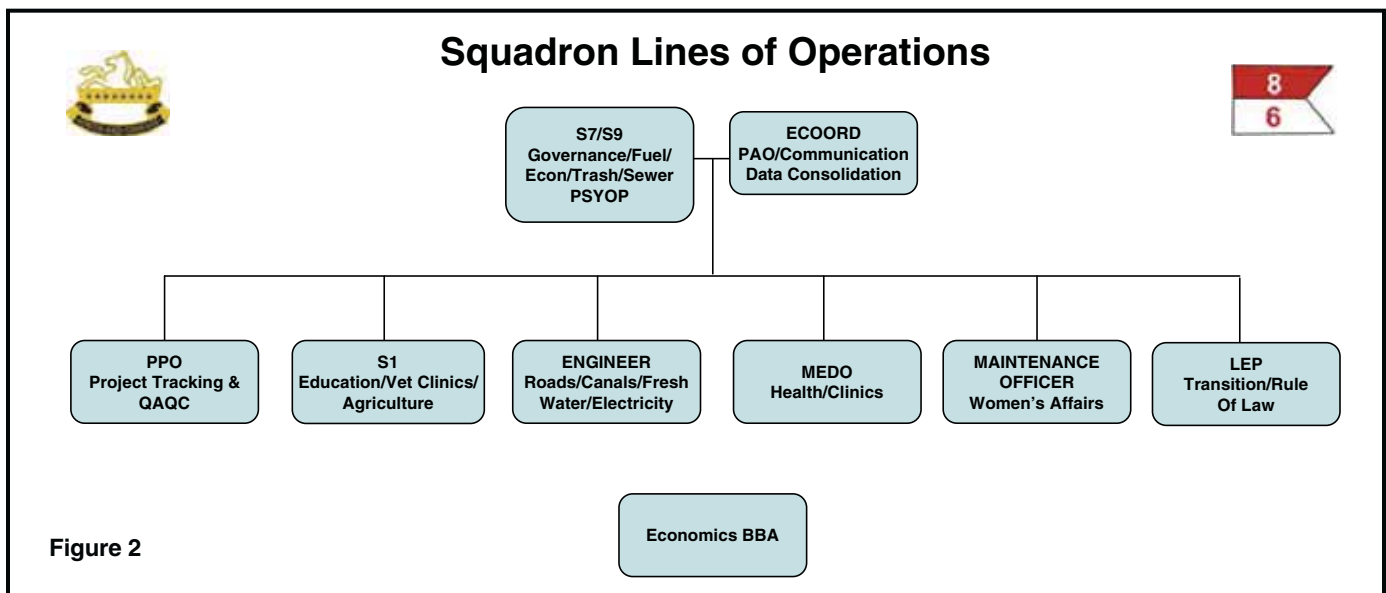 Squadron Lines of Operations
8
6
S7/S9
Governance/Fuel/
Econ/Trash/Sewer
PSYOP
ECOORD
PAO/Communication
Data Consolidation
PPO
Project Tracking &
QAQC
S1
Education/Vet Clinics/
Agriculture
ENGINEER
Roads/Canals/Fresh
Water/Electricity
MEDO
Health/Clinics
MAINTENANCE
OFFICER
Women's Affairs
LEP
Transition/Rule
Of Law
Economics BBA
Figure 2